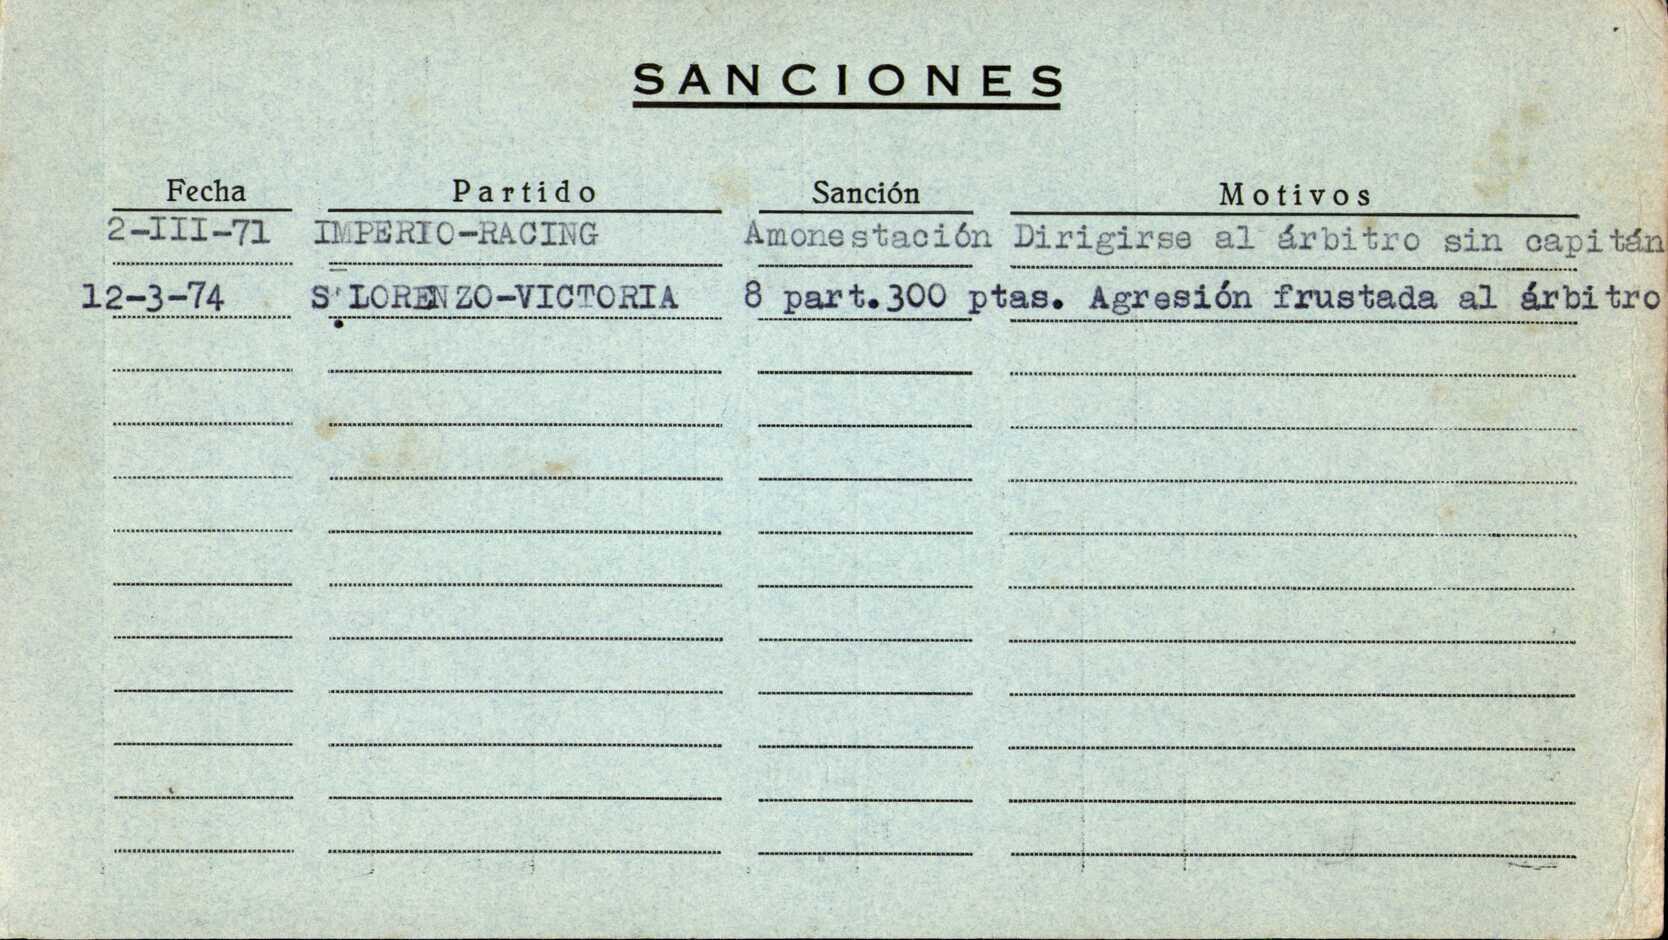 SANCIONES
Fecha Partido Sanción Motivos
2-III-71 IMPERIO-RACING Amonestación Dirigirse al árbitro sin capitán
12-3-74 S'LORENZO-VICTORIA 8 part.300 ptas. Agresión frustada al árbitro